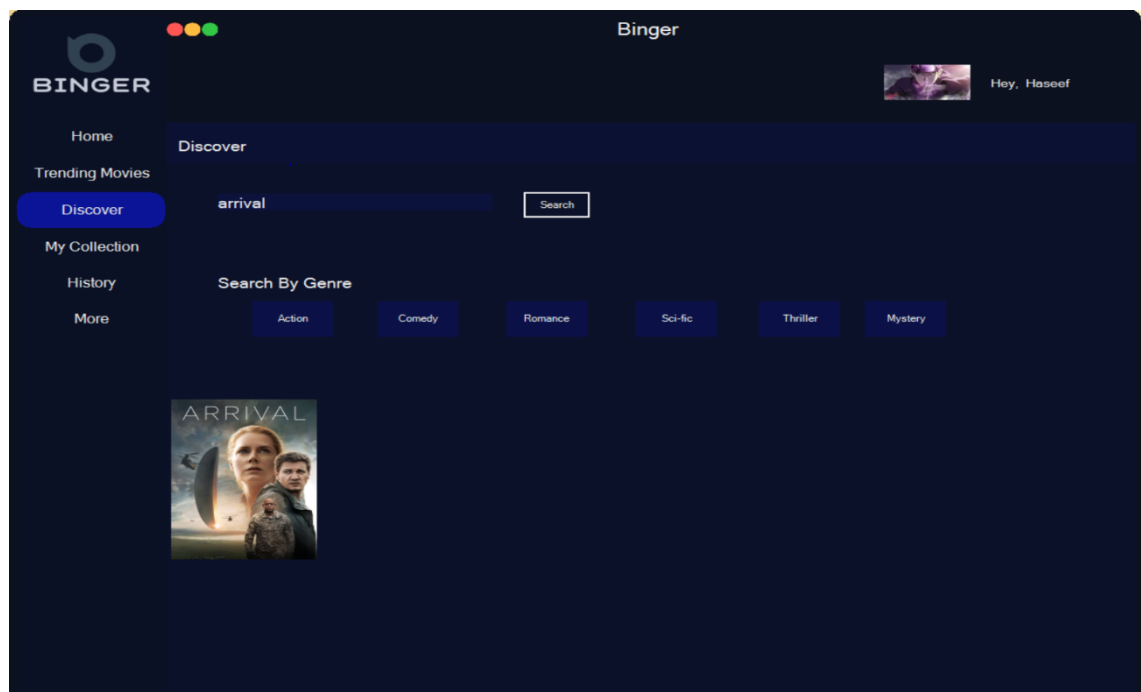 Binger
BINGER
Hey, Haseef
Home
Trending Movies
Discover
My Collection
History
More
Discover
arrival
Search
Search By Genre
Action
Comedy
Romance
Sci-fic
Thriller
Mystery
ARRIVAL